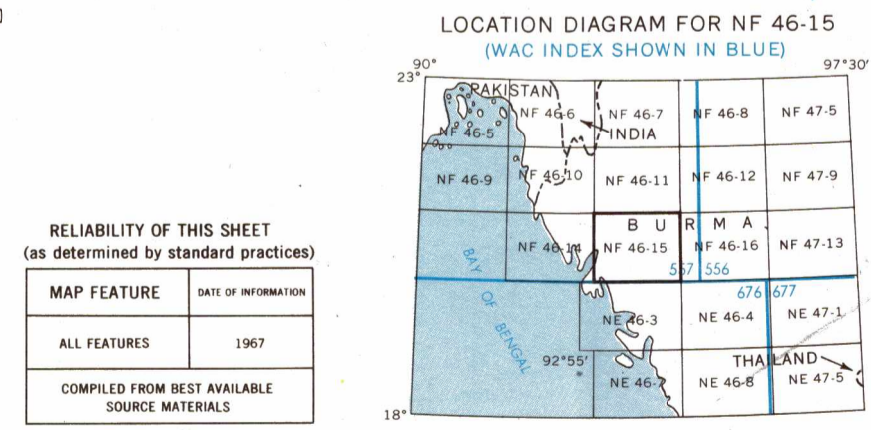 LOCATION DIAGRAM FOR NF 46-15
(WAC INDEX SHOWN IN BLUE)
90°
97°30'
23°
PAKISTAN
NF 46-5
NF 46-6
NF 46-7
NF 46-8
NF 47-5
INDIA
NF 46-9
NF 46-10
NF 46-11
NF 46-12
NF 47-9
BURMA
NF 46-14
NF 46-15
NF 46-16
NF 47-13
BAY OF BENGAL
557 556
676 677
NE 46-3
NE 46-4
NE 47-1
92°55'
THAILAND
NE 46-7
NE 46-8
NE 47-5
18°
RELIABILITY OF THIS SHEET
(as determined by standard practices)
MAP FEATURE
DATE OF INFORMATION
ALL FEATURES
1967
COMPILED FROM BEST AVAILABLE
SOURCE MATERIALS